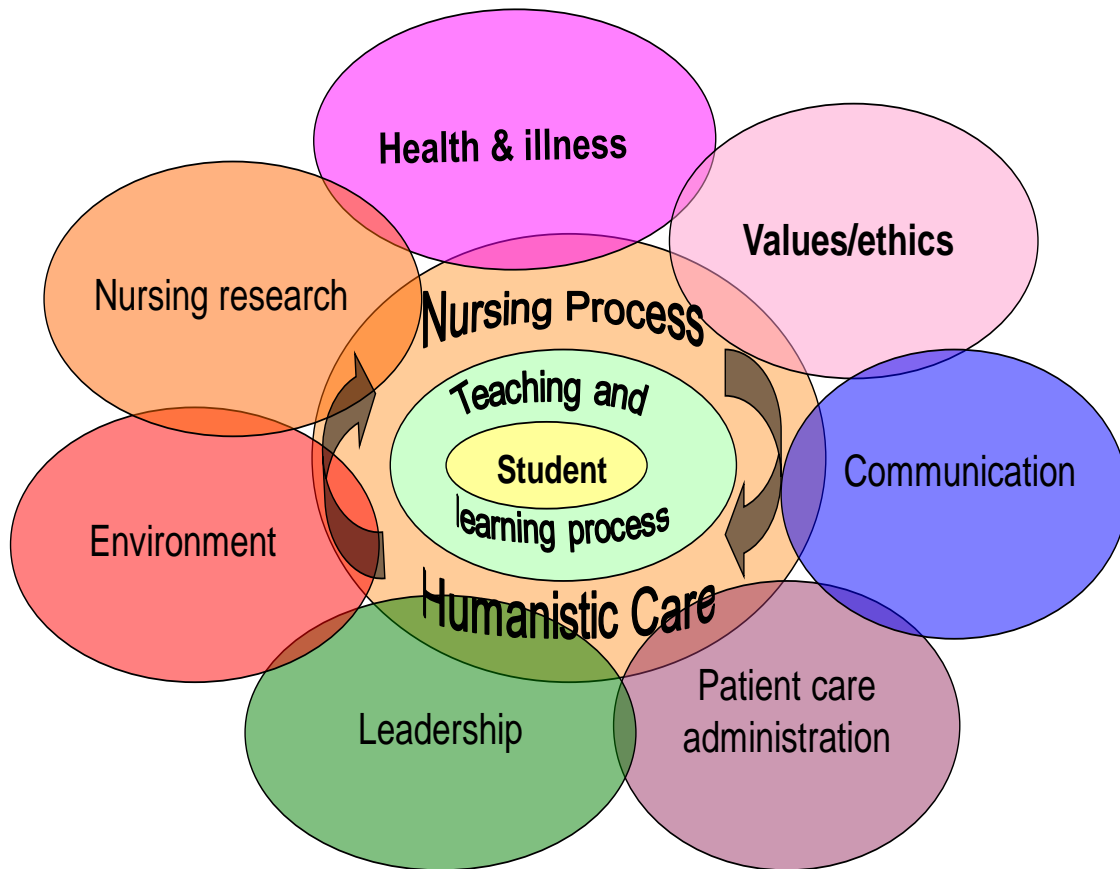 Health & illness
Values/ethics
Nursing research
Nursing Process
Teaching and
Student
learning process
Communication
Environment
Humanistic Care
Leadership
Patient care
administration